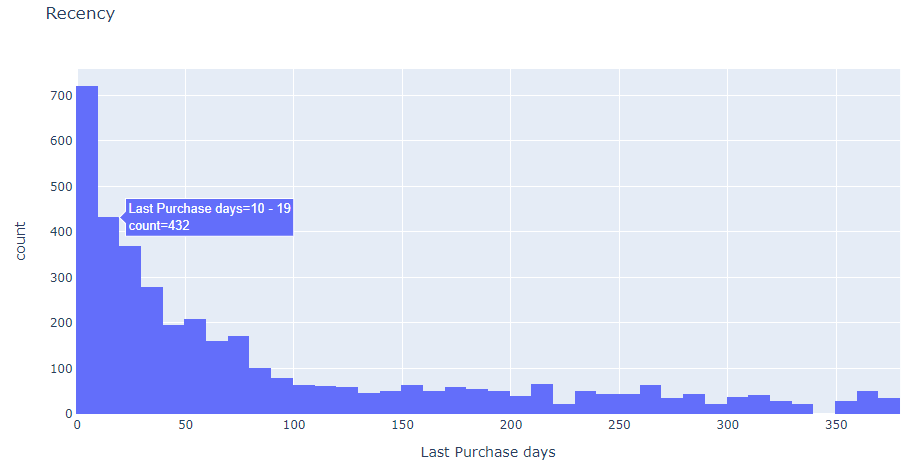 Recency
700
600
500
400
300
200
100
0
count
Last Purchase days=10 - 19
count=432
0 50 100 150 200 250 300 350
Last Purchase days